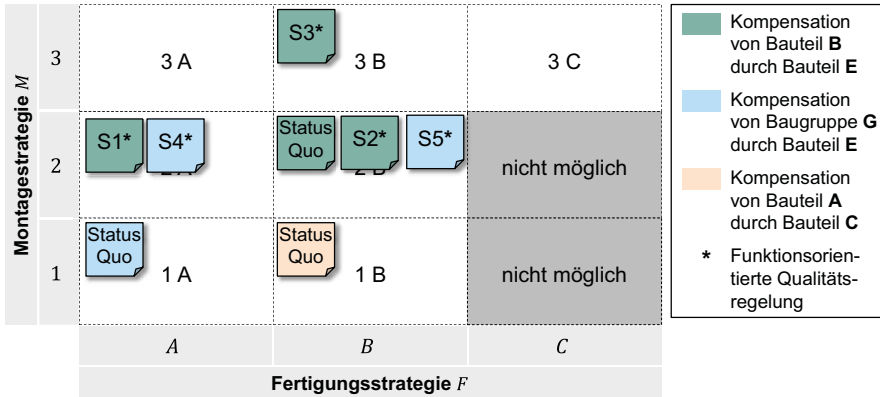 Montagestrategie M
3
S3*
3 A
3 B
3 C
2
S1*
S4*
Status
Quo
S2*
S5*
nicht möglich
1
Status
Quo
1 A
Status
Quo
1 B
nicht möglich
A
B
C
Fertigungsstrategie F
Kompensation
von Bauteil B
durch Bauteil E
Kompensation
von Baugruppe G
durch Bauteil E
Kompensation
von Bauteil A
durch Bauteil C
* Funktionsorien-
tierte Qualitäts-
regelung